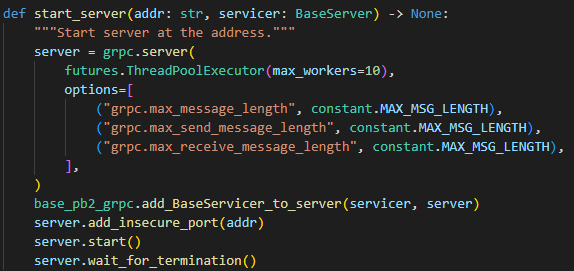 def start_server(addr: str, servicer: BaseServer) -> None:
    """Start server at the address."""
    server = grpc.server(
        futures.ThreadPoolExecutor(max_workers=10),
        options=[
            ("grpc.max_message_length", constant.MAX_MSG_LENGTH),
            ("grpc.max_send_message_length", constant.MAX_MSG_LENGTH),
            ("grpc.max_receive_message_length", constant.MAX_MSG_LENGTH),
        ],
    )
    base_pb2_grpc.add_BaseServicer_to_server(servicer, server)
    server.add_insecure_port(addr)
    server.start()
    server.wait_for_termination()